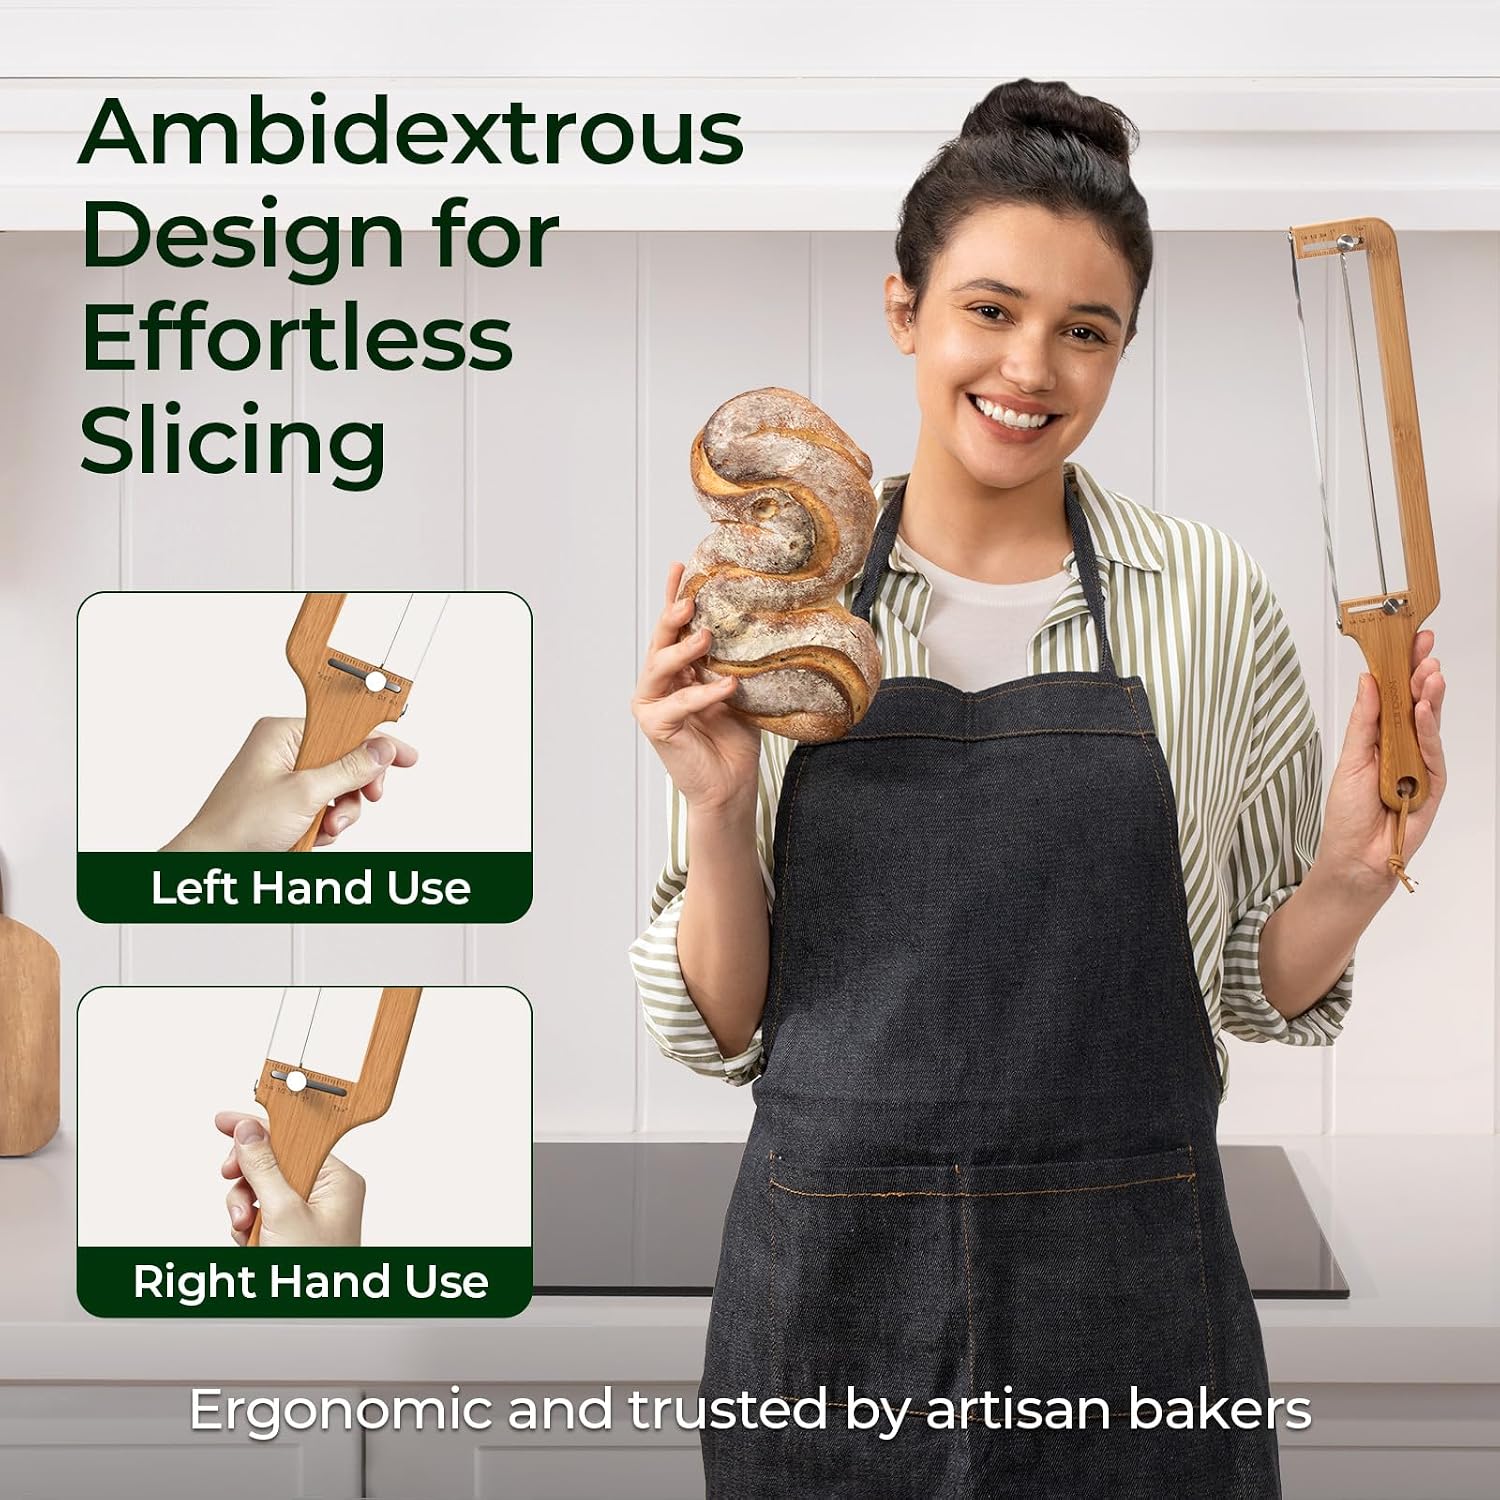 Ambidextrous
Design for
Effortless
Slicing
Left Hand Use
Right Hand Use
Ergonomic and trusted by artisan bakers